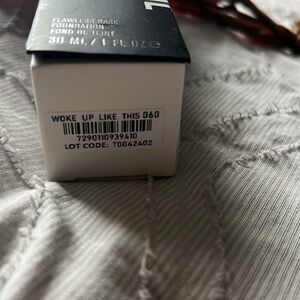 FLAWLESS BASE
FOUNDATION
FOND DE TEINT
30 ML / 1 FL OZ e
WOKE UP LIKE THIS 060
7290110939410
LOT CODE: T0042402